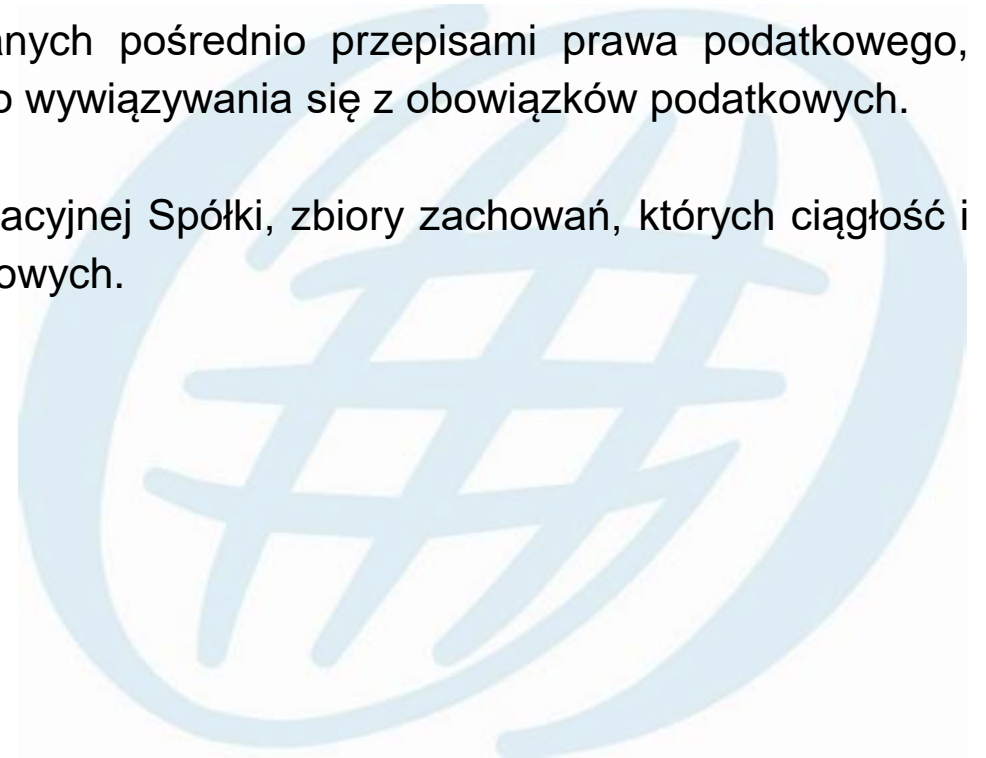 anych pośrednio przepisami prawa podatkowego,
o wywiązywania się z obowiązków podatkowych.
acyjnej Spółki, zbiory zachowań, których ciągłość i
owych.